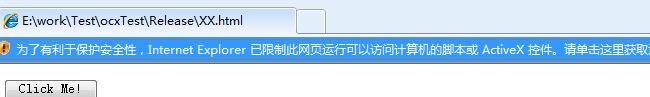 E:\work\Test\ocxTest\Release\XX.html
为了有利于保护安全性，Internet Explorer 已限制此网页运行可以访问计算机的脚本或 ActiveX 控件。请单击这里获取
Click Me!